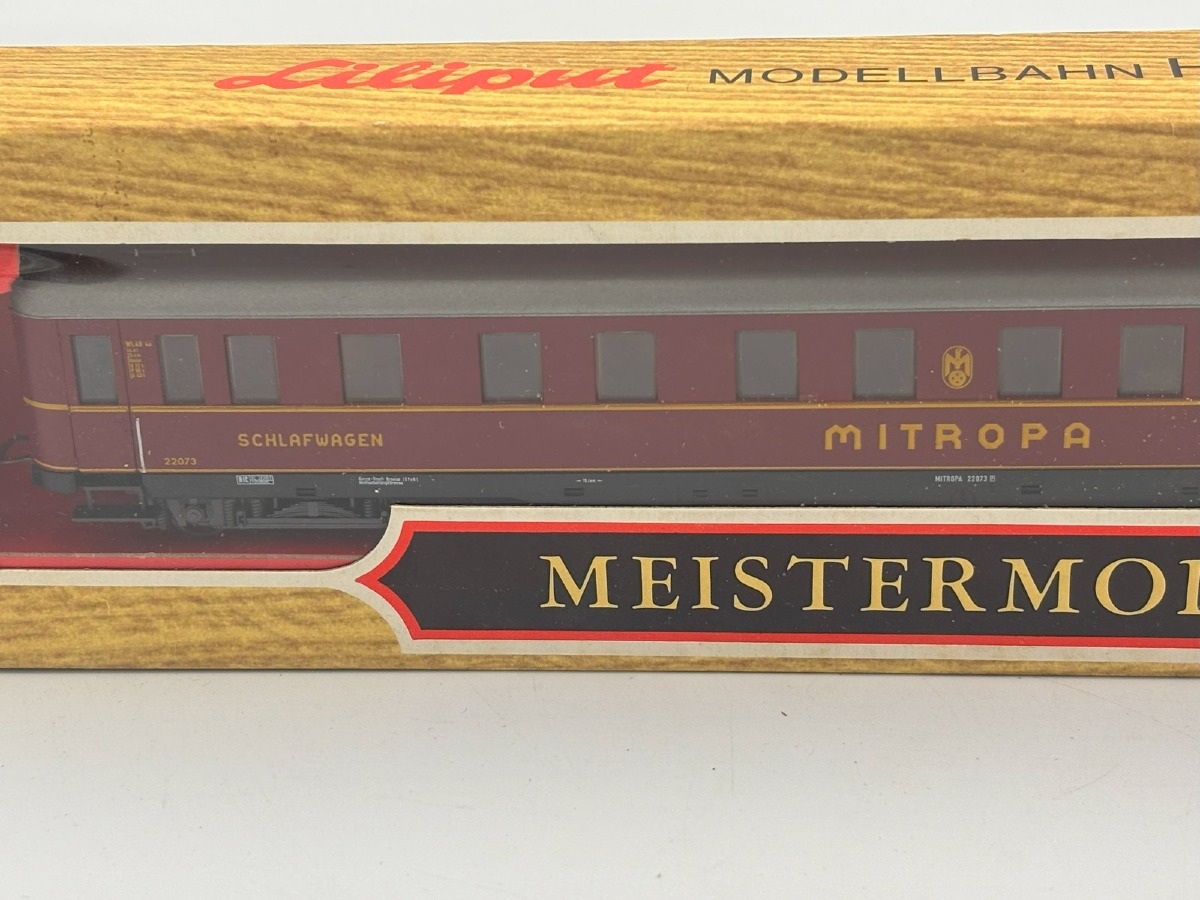 Liliput MODELLBAHN H
SCHLAFWAGEN
MITROPA
22073
MITROPA 22073
MEISTERMO